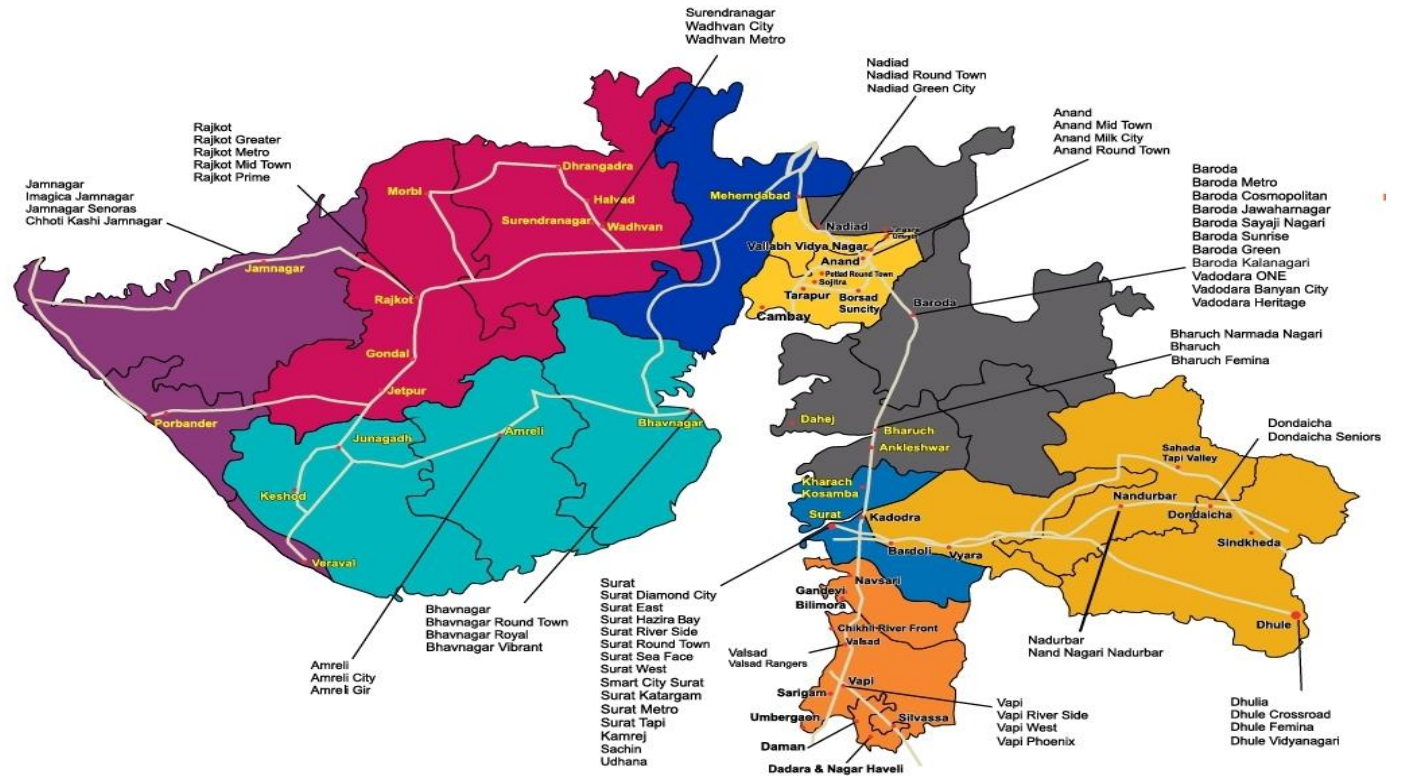 Surendranagar
Wadhvan City
Wadhvan Metro
Nadiad
Nadiad Round Town
Nadiad Green City
Anand
Anand Mid Town
Anand Milk City
Anand Round Town
Rajkot
Rajkot Greater
Rajkot Metro
Rajkot Mid Town
Rajkot Prime
Jamnagar
Imagica Jamnagar
Jamnagar Senoras
Chhoti Kashi Jamnagar
Baroda
Baroda Metro
Baroda Cosmopolitan
Baroda Jawaharnagar
Baroda Sayaji Nagari
Baroda Sunrise
Baroda Green
Baroda Kalanagari
Vadodara ONE
Vadodara Banyan City
Vadodara Heritage
Dhrangadra
Morbi
Halvad
Surendranagar
Wadhvan
Mehemdabad
Nadiad
Vallabh Vidya Nagar
Anand
Petlad Round Town
Sojitra
Tarapur
Borsad
Suncity
Cambay
Baroda
Jamnagar
Rajkot
Gondal
Jetpur
Porbander
Junagadh
Amreli
Bhavnagar
Keshod
Veraval
Bharuch Narmada Nagari
Bharuch
Bharuch Femina
Dahej
Bharuch
Ankleshwar
Kharach
Kosamba
Surat
Kadodra
Bardoli
Vyara
Sahada
Tapi Valley
Nandurbar
Dondaicha
Sindkheda
Dhule
Dondaicha
Dondaicha Seniors
Navsari
Gandevi
Bilimora
Chikhli River Front
Valsad
Valsad
Valsad Rangers
Vapi
Sarigam
Umbergaon
Silvassa
Daman
Dadara & Nagar Haveli
Amreli
Amreli City
Amreli Gir
Bhavnagar
Bhavnagar Round Town
Bhavnagar Royal
Bhavnagar Vibrant
Surat
Surat Diamond City
Surat East
Surat Hazira Bay
Surat River Side
Surat Round Town
Surat Sea Face
Surat West
Smart City Surat
Surat Katargam
Surat Metro
Surat Tapi
Kamrej
Sachin
Udhana
Vapi
Vapi River Side
Vapi West
Vapi Phoenix
Nadurbar
Nand Nagari Nadurbar
Dhulia
Dhule Crossroad
Dhule Femina
Dhule Vidyanagari